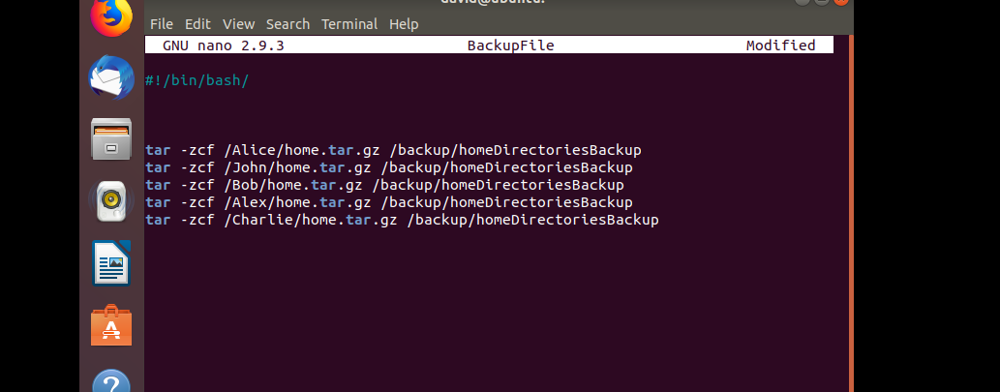 File Edit View Search Terminal Help
GNU nano 2.9.3 BackupFile Modified
#!/bin/bash/
tar -zcf /Alice/home.tar.gz /backup/homeDirectoriesBackup
tar -zcf /John/home.tar.gz /backup/homeDirectoriesBackup
tar -zcf /Bob/home.tar.gz /backup/homeDirectoriesBackup
tar -zcf /Alex/home.tar.gz /backup/homeDirectoriesBackup
tar -zcf /Charlie/home.tar.gz /backup/homeDirectoriesBackup